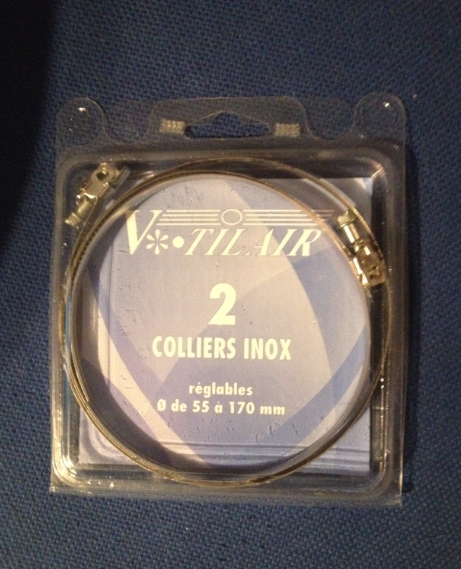 V*•TILAIR
2
COLLIERS INOX
réglables
Ø de 55 à 170 mm